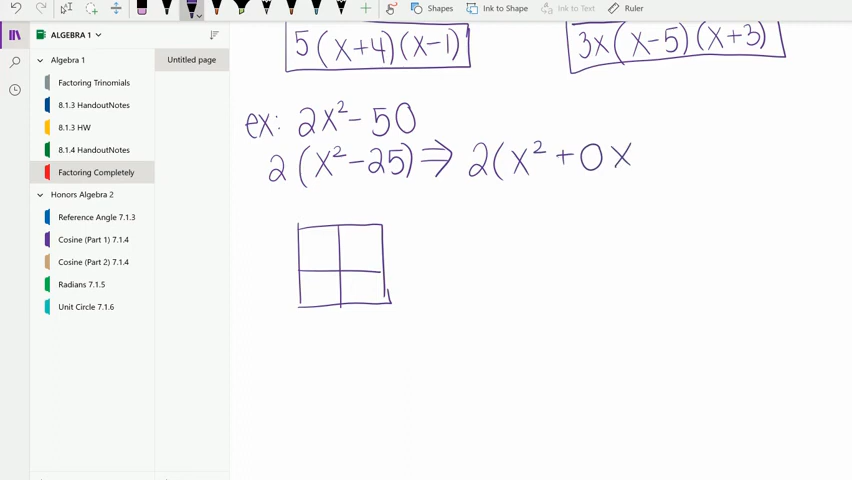 Shapes
Ink to Shape
Ink to Text
Ruler
ALGEBRA 1
Untitled page
Algebra 1
Factoring Trinomials
8.1.3 HandoutNotes
8.1.3 HW
8.1.4 HandoutNotes
Factoring Completely
Honors Algebra 2
Reference Angle 7.1.3
Cosine (Part 1) 7.1.4
Cosine (Part 2) 7.1.4
Radians 7.1.5
Unit Circle 7.1.6
5(x+4)(x-1)
3x(x-5)(x+3)
ex: 2x²-50
2(x²-25)⇒2(x²+0x